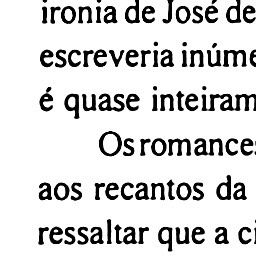 ironia de José de
escreveria inúme
é quase inteiram
Os romances
aos recantos da
ressaltar que a ci